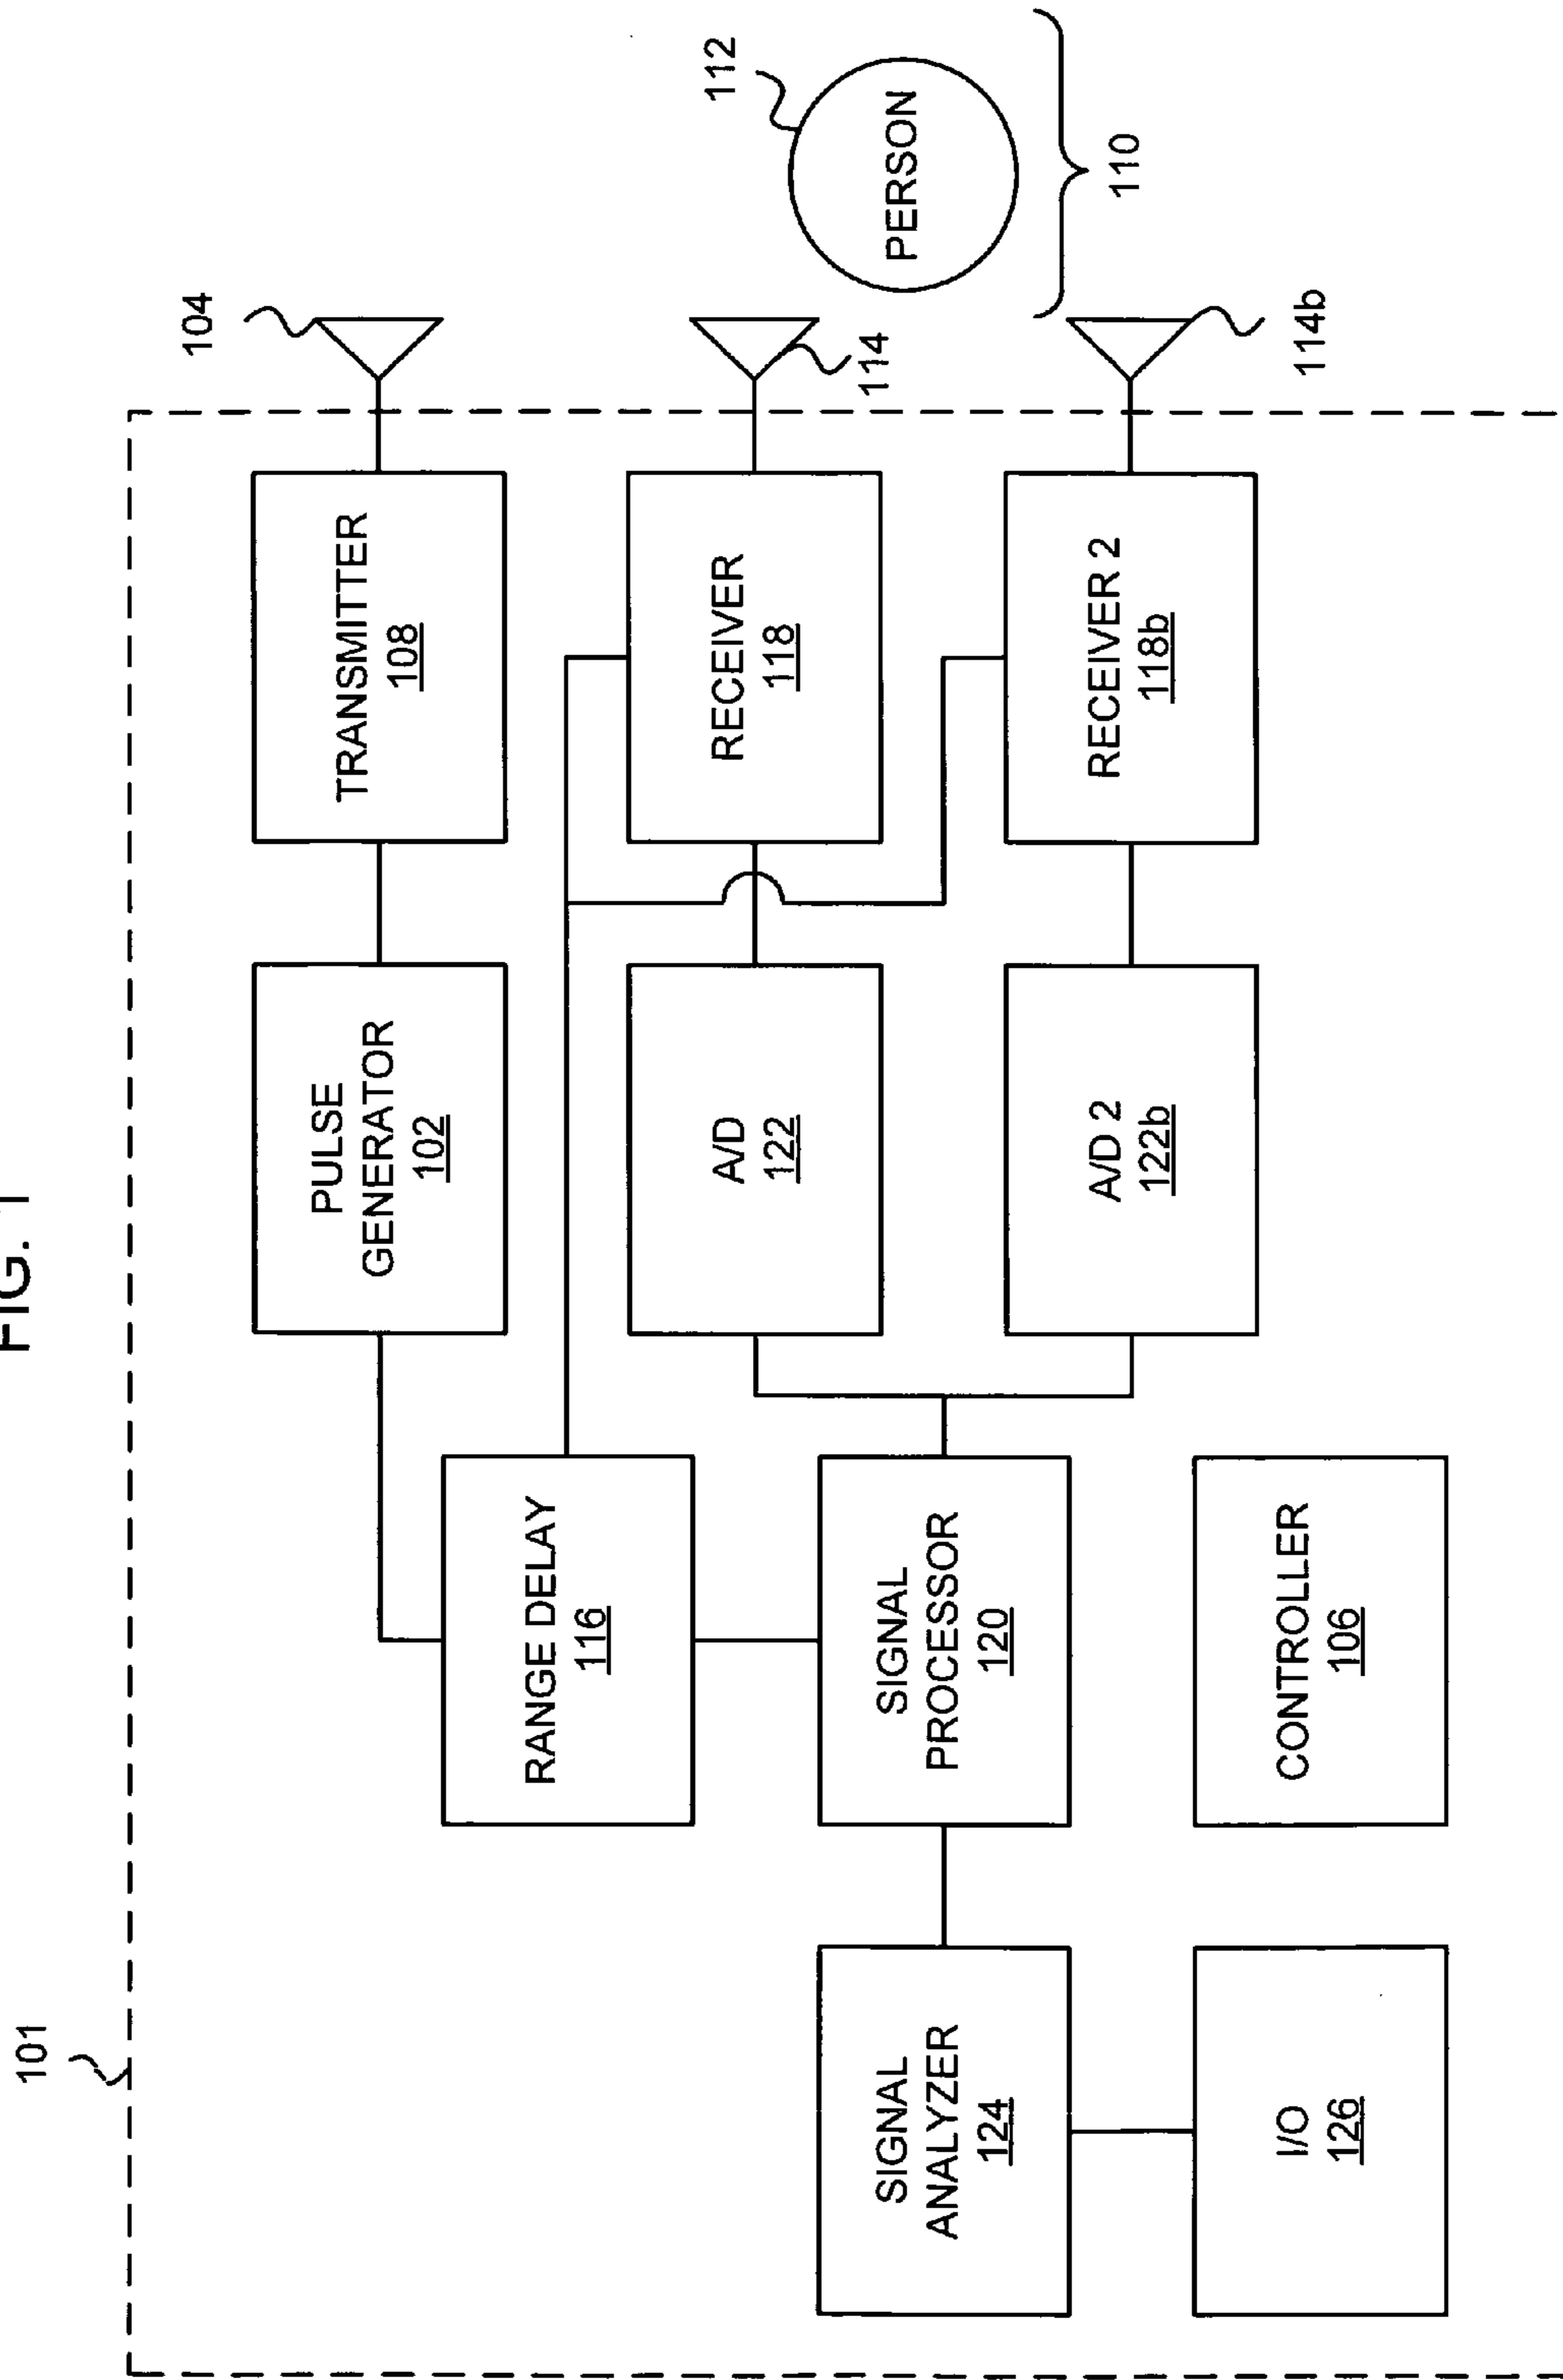 FIG. 1
101
104
PULSE
GENERATOR
102
TRANSMITTER
108
RANGE DELAY
116
A/D
122
RECEIVER
118
114
112
PERSON
110
SIGNAL
ANALYZER
124
SIGNAL
PROCESSOR
120
A/D 2
122b
RECEIVER 2
118b
114b
I/O
126
CONTROLLER
106